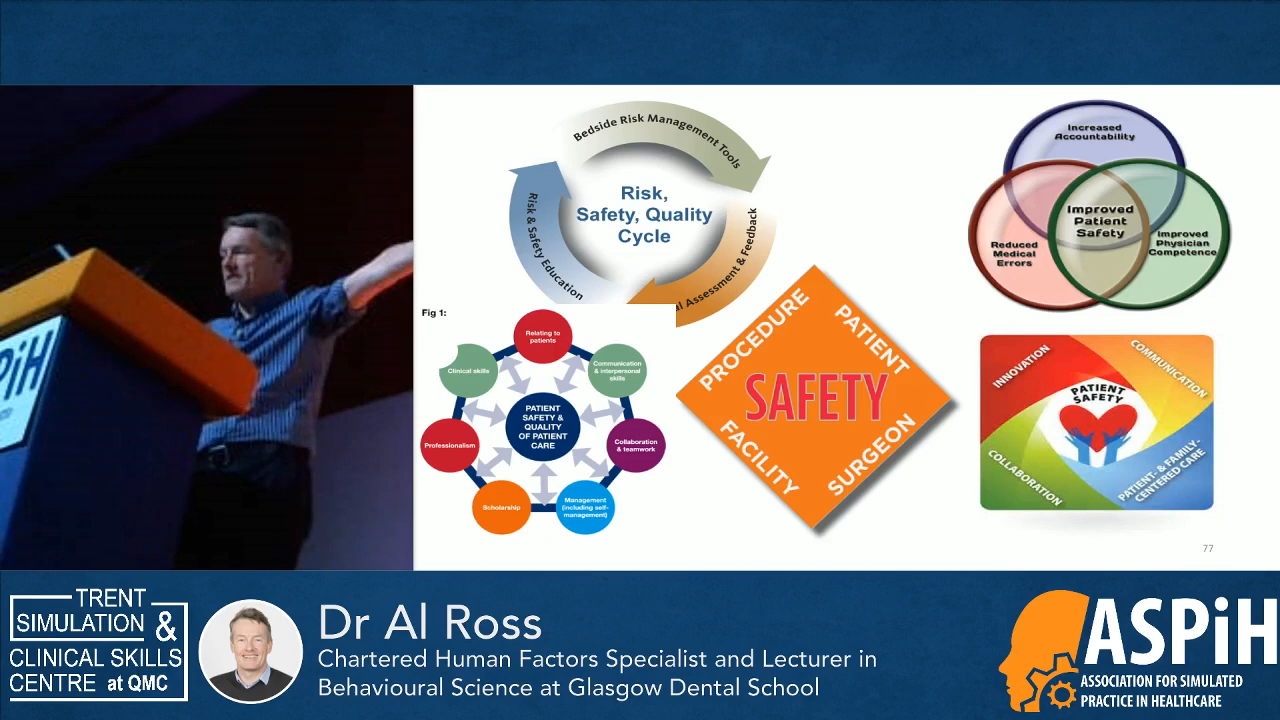 Bedside Risk Management Tools
Risk & Safety Education
al Assessment & Feedback
Risk,
Safety, Quality
Cycle
Increased
Accountability
Improved
Patient
Safety
Reduced
Medical
Errors
Improved
Physician
Competence
Fig 1:
Relating to
patients
Clinical skills
Communication
& interpersonal
skills
PATIENT
SAFETY &
QUALITY
OF PATIENT
CARE
Professionalism
Collaboration
& teamwork
Scholarship
Management
(including self-
management)
PROCEDURE
PATIENT
SAFETY
FACILITY
SURGEON
INNOVATION
COMMUNICATION
PATIENT
SAFETY
COLLABORATION
PATIENT- & FAMILY-
CENTERED CARE
77
SPiH
TRENT
SIMULATION &
CLINICAL SKILLS
CENTRE at QMC
Dr Al Ross
Chartered Human Factors Specialist and Lecturer in
Behavioural Science at Glasgow Dental School
ASPiH
ASSOCIATION FOR SIMULATED
PRACTICE IN HEALTHCARE